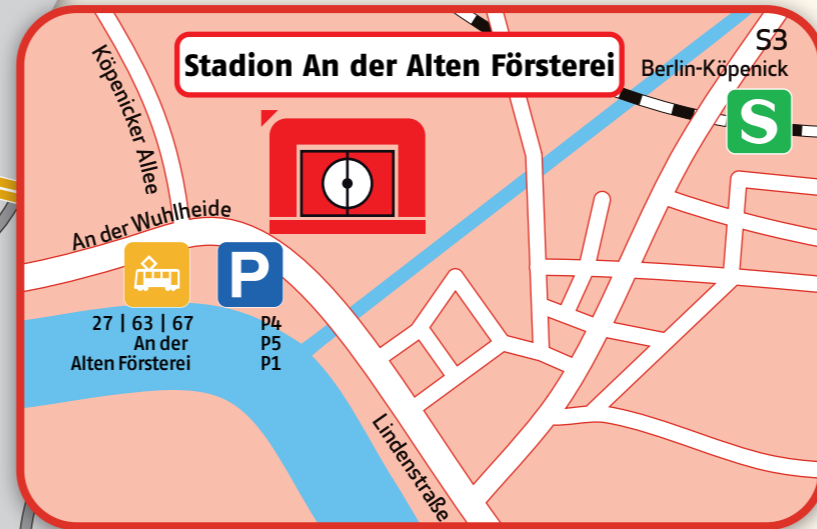 Stadion An der Alten Försterei
S3
Berlin-Köpenick
S
Köpenicker Allee
An der Wuhlheide
P
27 | 63 | 67
An der
Alten Försterei
P4
P5
P1
Lindenstraße